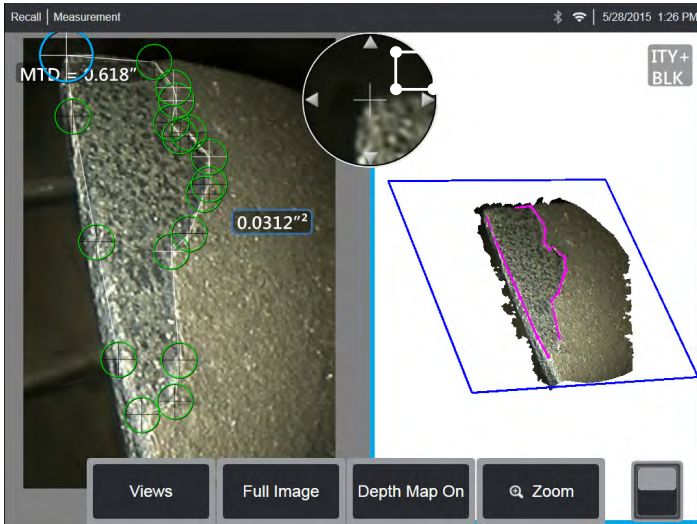 Recall | Measurement
5/28/2015 1:26 PM
MTD = 0.618"
ITY+
BLK
0.0312"²
Views
Full Image
Depth Map On
Zoom